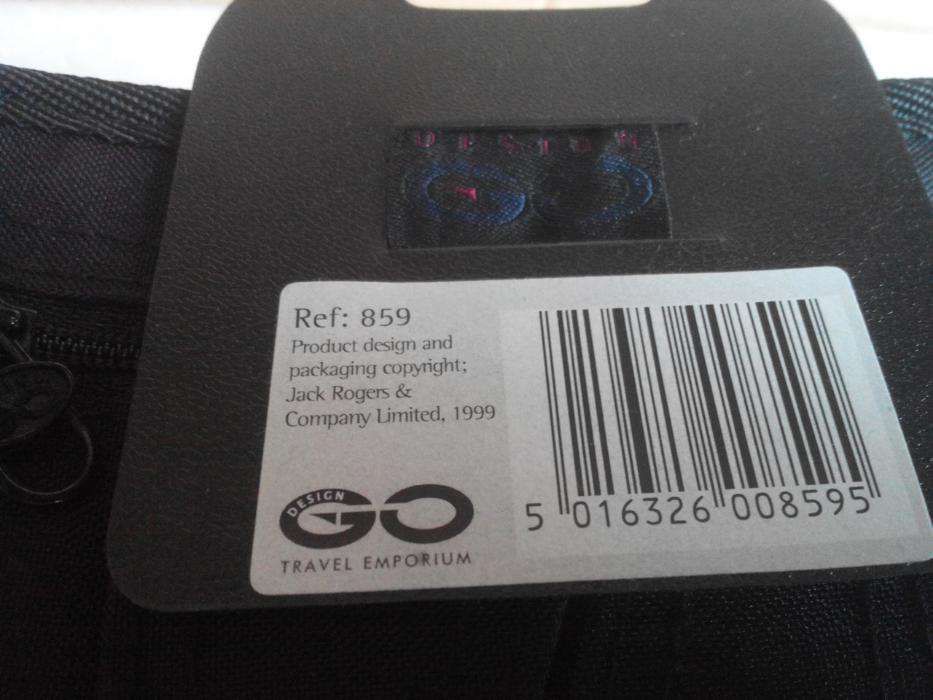 DESIGN
GO
Ref: 859
Product design and
packaging copyright;
Jack Rogers &
Company Limited, 1999
DESIGN
GO
TRAVEL EMPORIUM
5 016326 008595